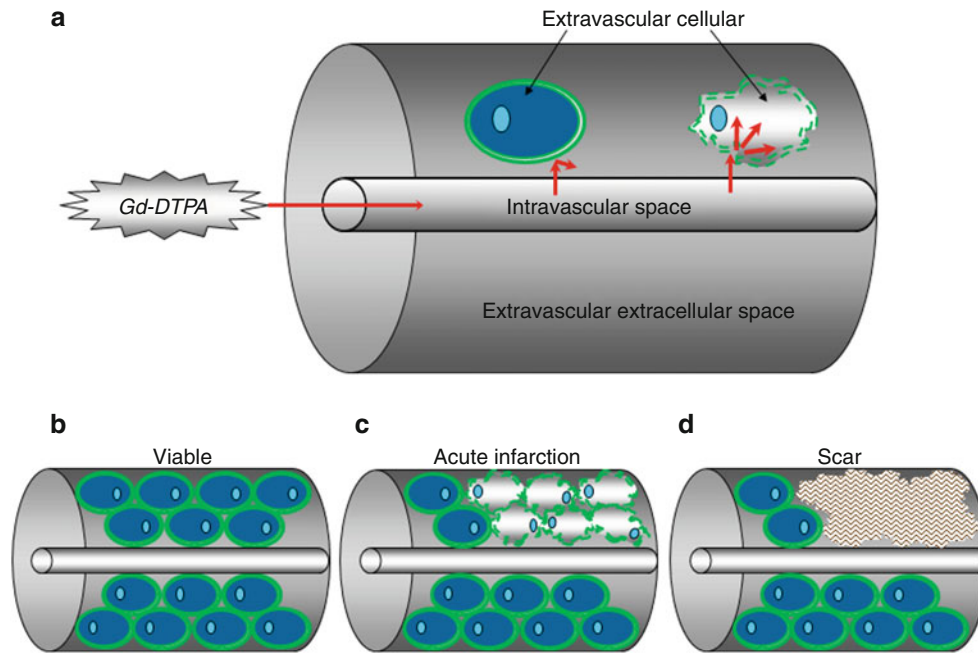 a
Extravascular cellular
Gd-DTPA
Intravascular space
Extravascular extracellular space
b
Viable
c
Acute infarction
d
Scar